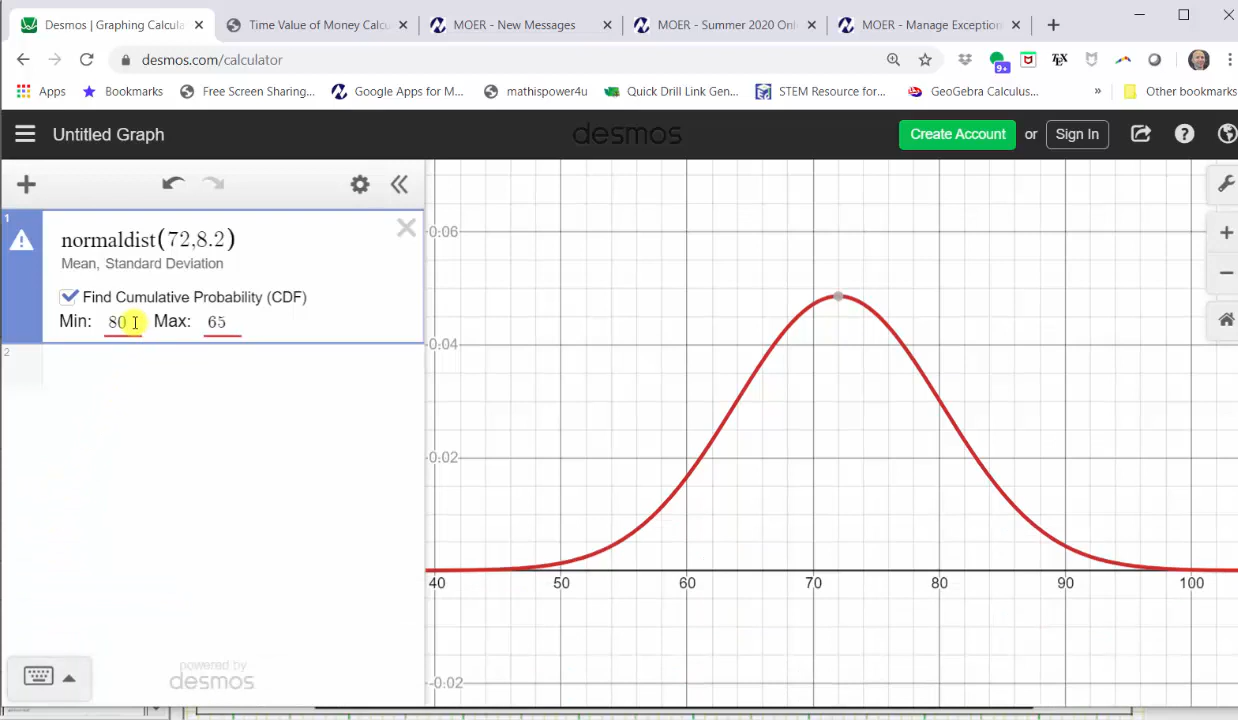 Desmos | Graphing Calcula
Time Value of Money Calcu
MOER - New Messages
MOER - Summer 2020 Onl
MOER - Manage Exception
desmos.com/calculator
9+
TEX
Apps
Bookmarks
Free Screen Sharing...
Google Apps for M...
mathispower4u
Quick Drill Link Gen...
STEM Resource for...
GeoGebra Calculus...
»
Other bookmarks
Untitled Graph
desmos
Create Account
or
Sign In
1
normaldist(72,8.2)
Mean, Standard Deviation
Find Cumulative Probability (CDF)
Min: 80 Max: 65
2
powered by
desmos
0.06
0.04
0.02
-0.02
40 50 60 70 80 90 100